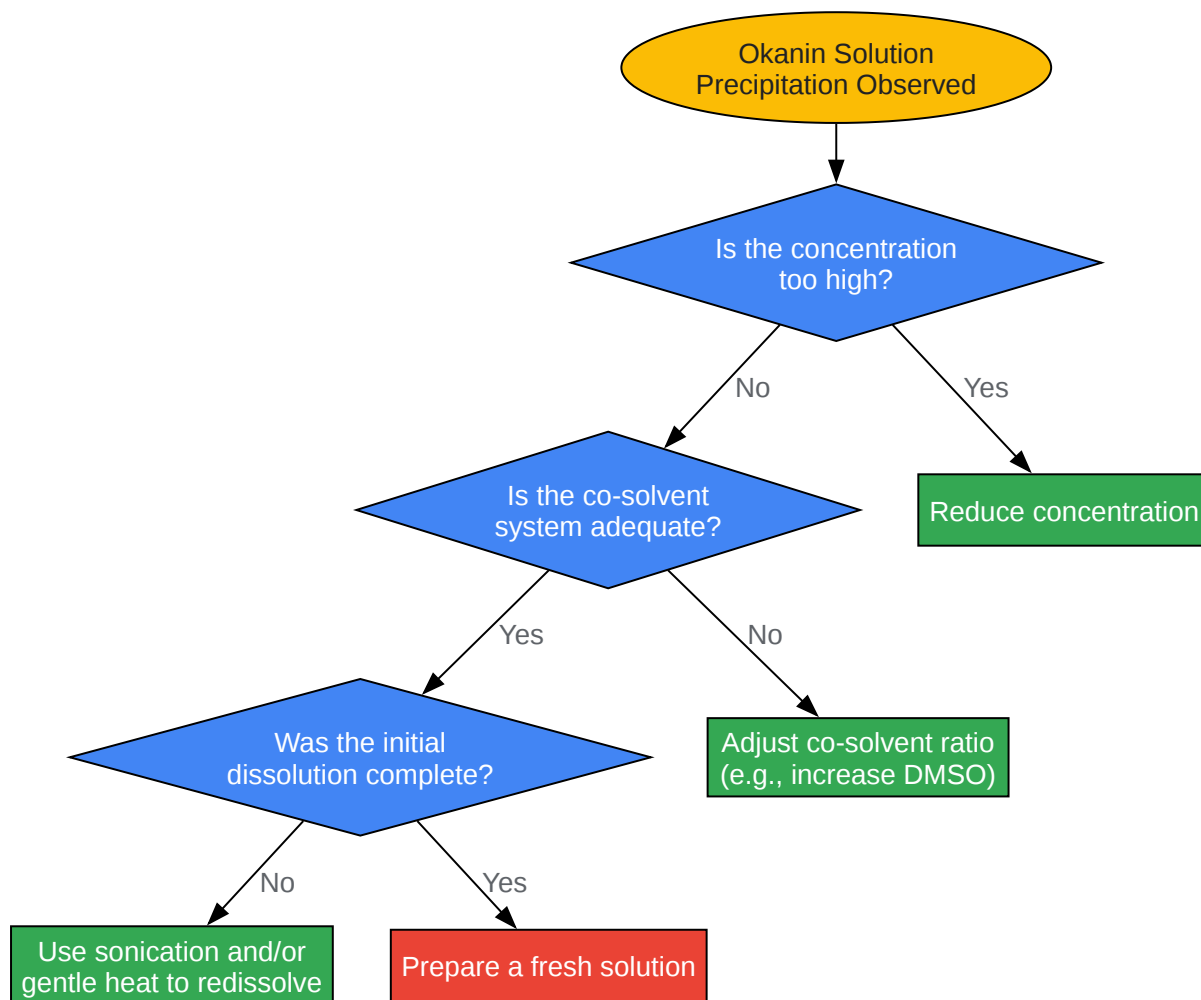 Okanin Solution
Precipitation Observed
Is the concentration
too high?
No
Yes
Is the co-solvent
system adequate?
Reduce concentration
Yes
No
Was the initial
dissolution complete?
Adjust co-solvent ratio
(e.g., increase DMSO)
No
Yes
Use sonication and/or
gentle heat to redissolve
Prepare a fresh solution